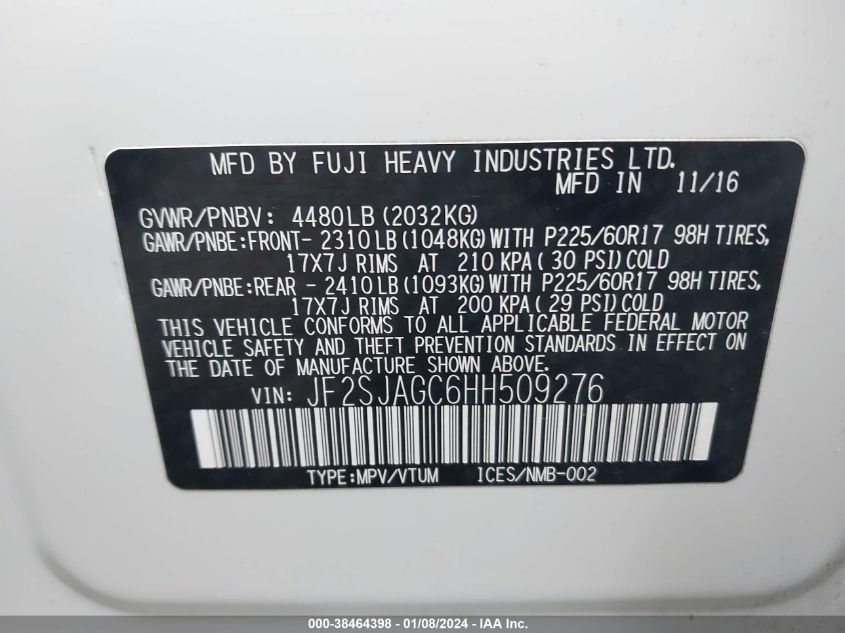 MFD BY FUJI HEAVY INDUSTRIES LTD.
MFD IN 11/16
GVWR/PNBV: 4480LB (2032KG)
GAWR/PNBE:FRONT- 2310LB (1048KG) WITH P225/60R17 98H TIRES,
17X7J RIMS AT 210 KPA ( 30 PSI) COLD
GAWR/PNBE:REAR - 2410LB (1093KG) WITH P225/60R17 98H TIRES,
17X7J RIMS AT 200 KPA ( 29 PSI) COLD
THIS VEHICLE CONFORMS TO ALL APPLICABLE FEDERAL MOTOR
VEHICLE SAFETY AND THEFT PREVENTION STANDARDS IN EFFECT ON
THE DATE OF MANUFACTURE SHOWN ABOVE.
VIN: JF2SJAGC6HH509276
TYPE:MPV/VTUM ICES/NMB-002
000-38464398 - 01/08/2024 - IAA Inc.